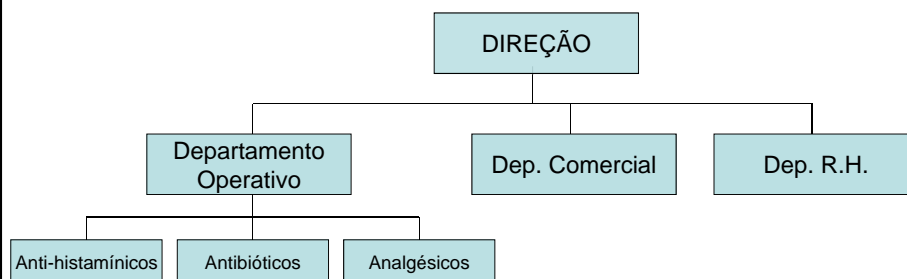 DIREÇÃO
Departamento
Operativo
Dep. Comercial
Dep. R.H.
Anti-histamínicos
Antibióticos
Analgésicos